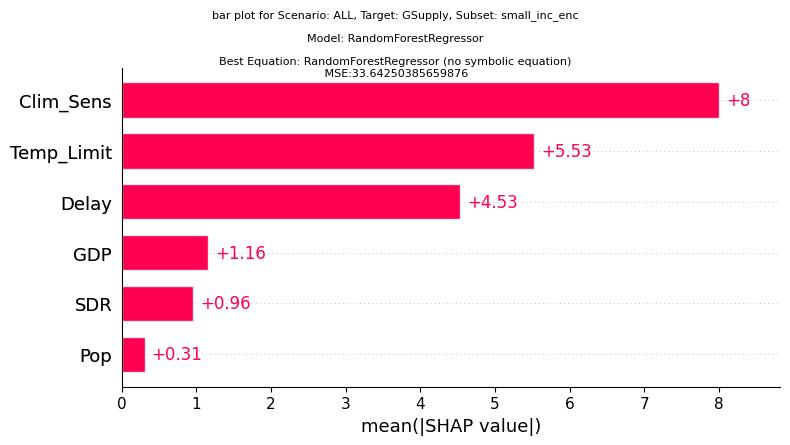 bar plot for Scenario: ALL, Target: GSupply, Subset: small_inc_enc
Model: RandomForestRegressor
Best Equation: RandomForestRegressor (no symbolic equation)
MSE:33.64250385659876
Clim_Sens +8
Temp_Limit +5.53
Delay +4.53
GDP +1.16
SDR +0.96
Pop +0.31
0 1 2 3 4 5 6 7 8
mean(|SHAP value|)